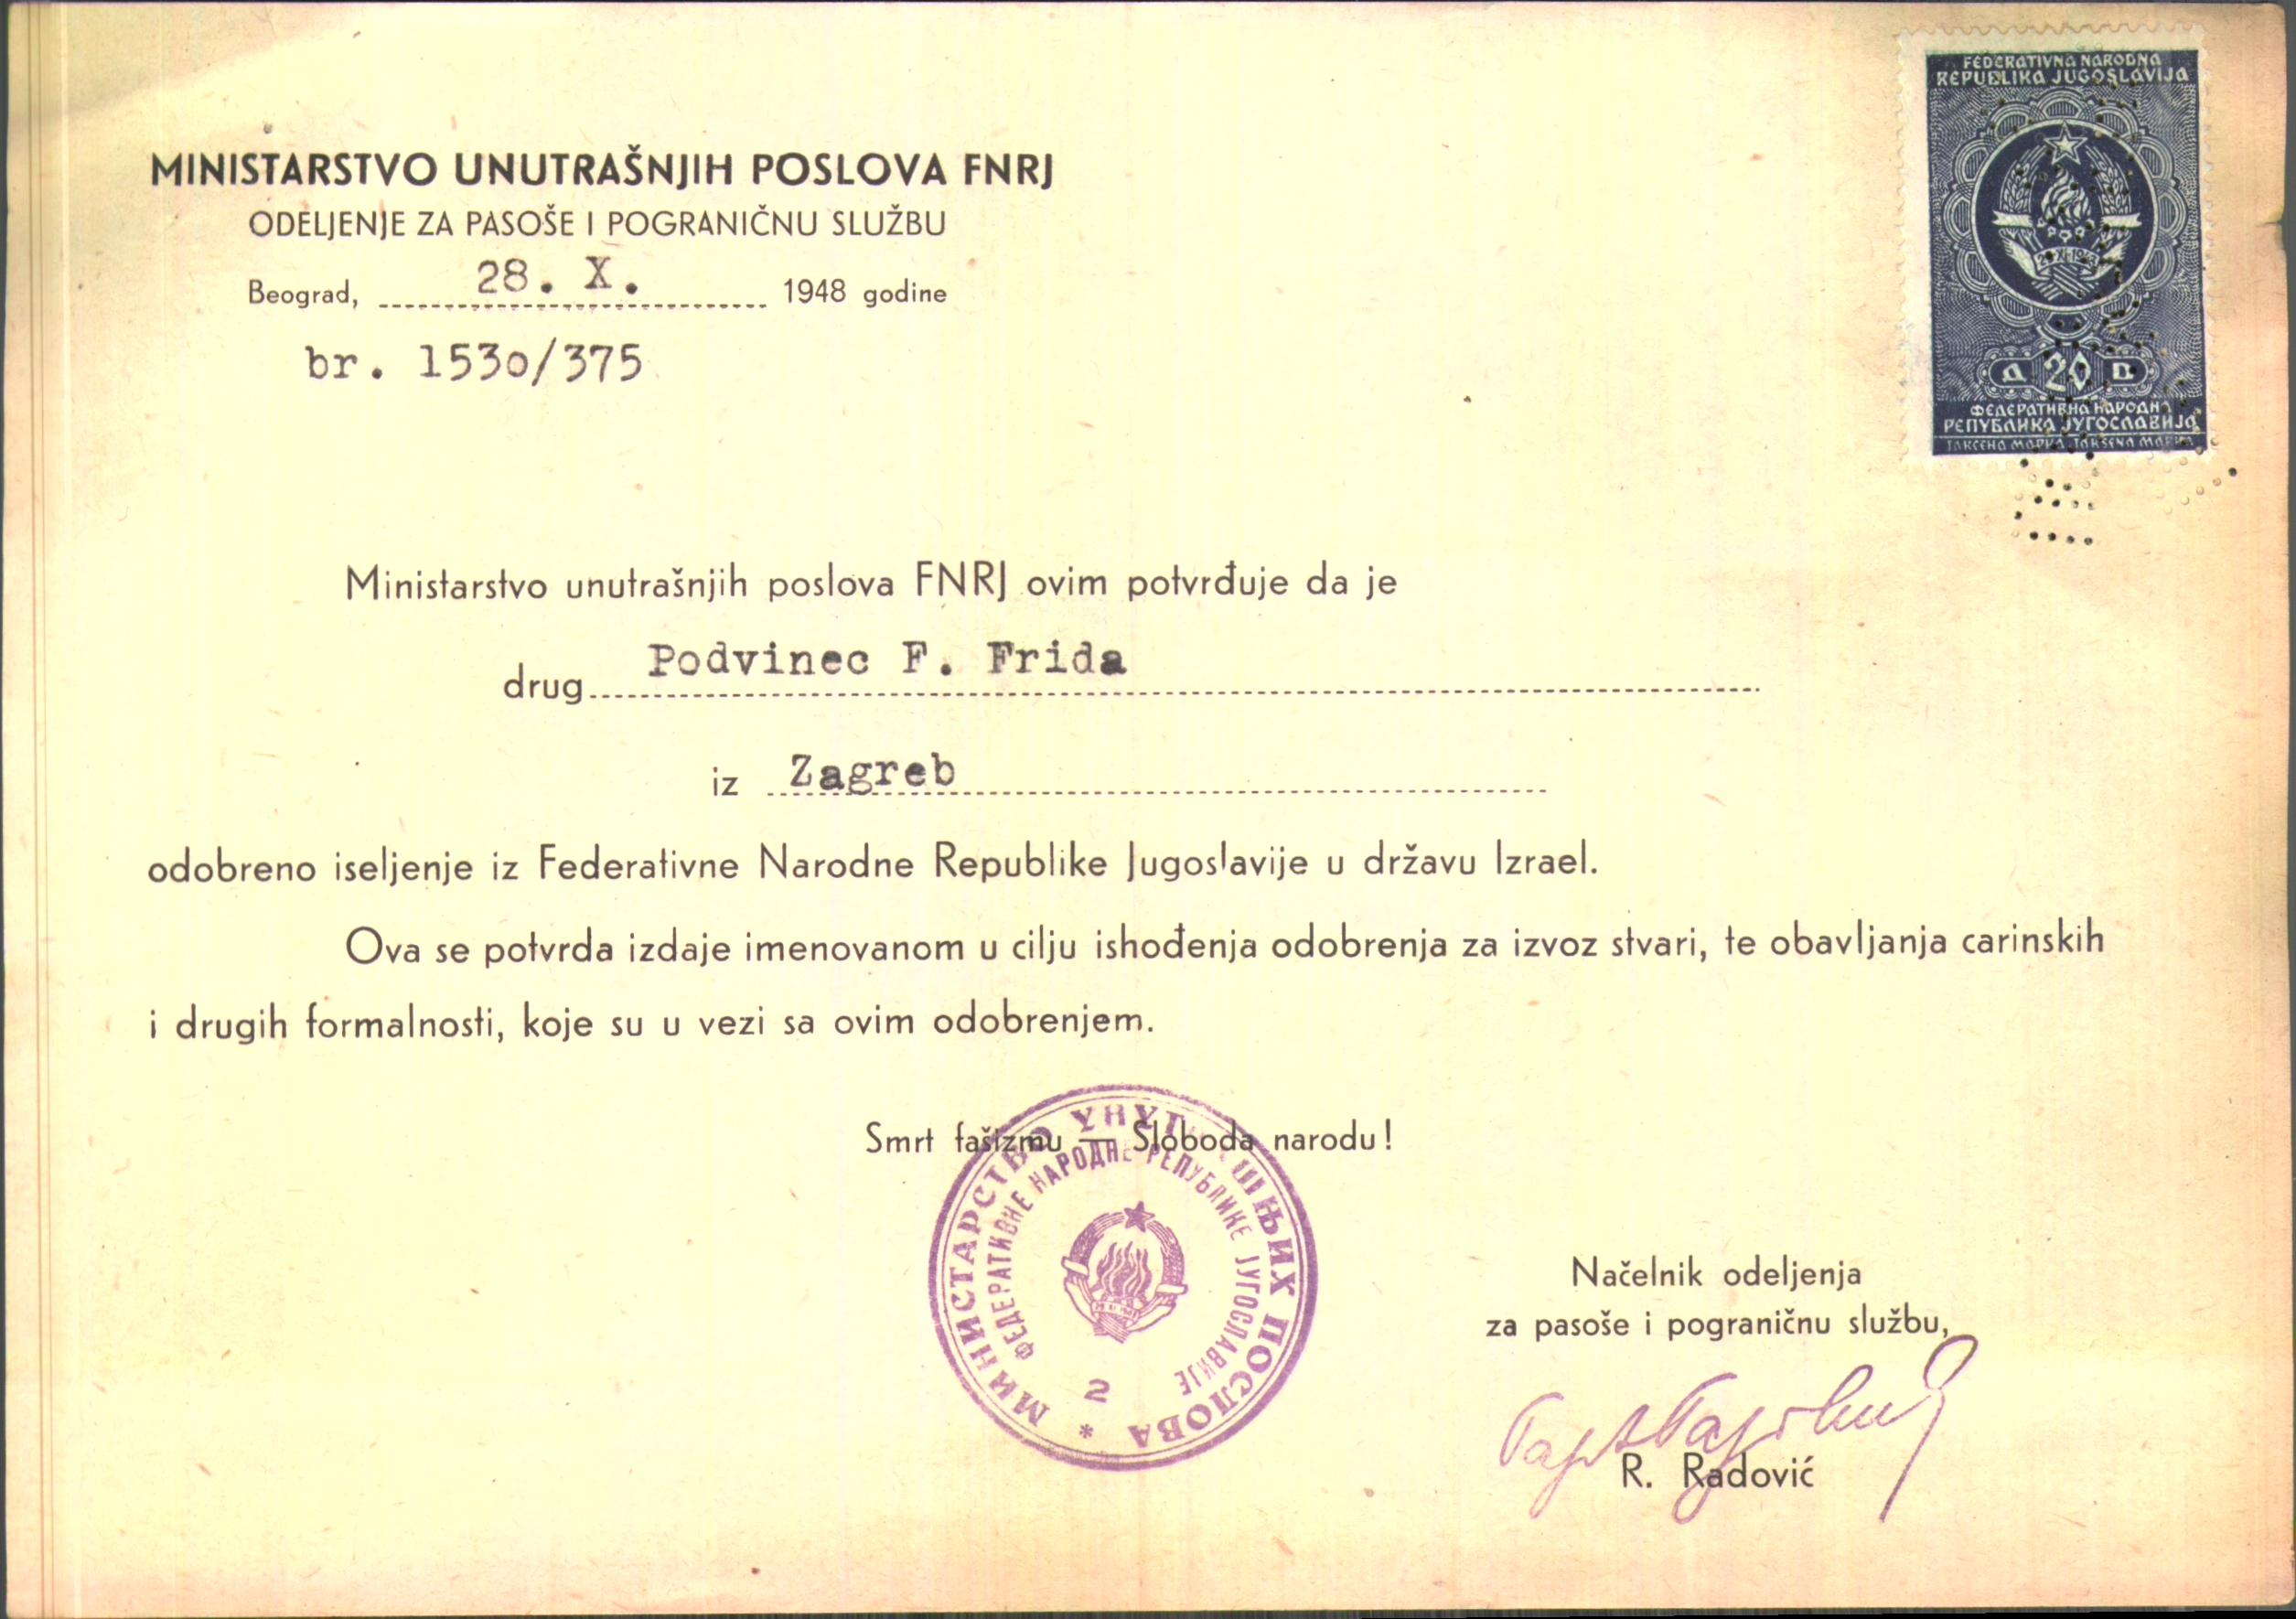 FEDERATIVNA NARODNA
REPUBLIKA JUGOSLAVIJA
Д 20 D
ФЕДЕРАТИВНА НАРОДНА
РЕПУБЛИКА ЈУГОСЛАВИЈА
ТАКСЕНА МАРКА TAKSENA MARKA
MINISTARSTVO UNUTRAŠNJIH POSLOVA FNRJ
ODELJENJE ZA PASOŠE I POGRANIČNU SLUŽBU
Beograd, 28. X. 1948 godine
br. 1530/375
Ministarstvo unutrašnjih poslova FNRJ ovim potvrđuje da je
drug Podvinec F. Frida
iz Zagreb
odobreno iseljenje iz Federativne Narodne Republike Jugoslavije u državu Izrael.
Ova se potvrda izdaje imenovanom u cilju ishođenja odobrenja za izvoz stvari, te obavljanja carinskih
i drugih formalnosti, koje su u vezi sa ovim odobrenjem.
Smrt fašizmu — Sloboda narodu!
МИНИСТАРСТВО УНУТРАШЊИХ ПОСЛОВА *
ФЕДЕРАТИВНЕ НАРОДНЕ РЕПУБЛИКЕ ЈУГОСЛАВИЈЕ
2
Načelnik odeljenja
za pasoše i pograničnu službu,
R. Radović